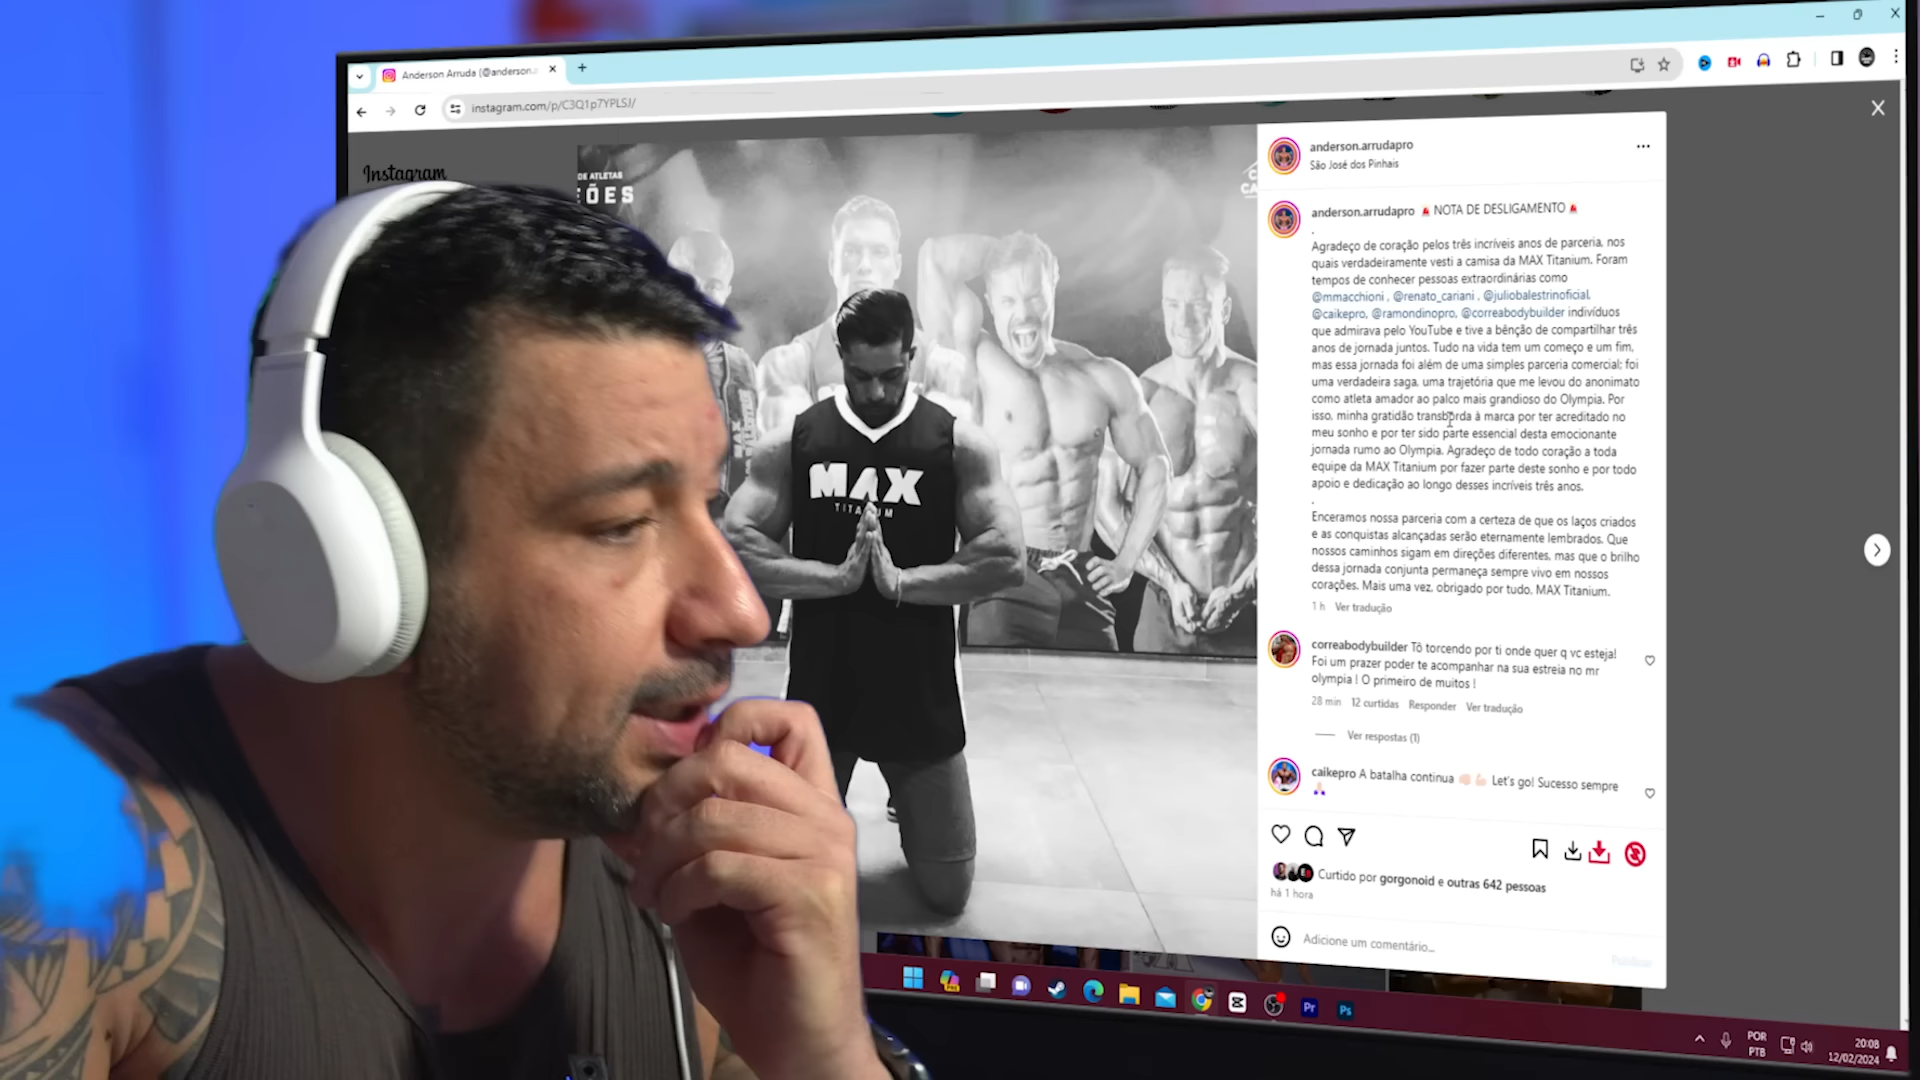 Anderson Arruda (@anderson.a
instagram.com/p/C3Q1p7YPLSJ/
Instagram
DE ATLETAS
ÕES
MAX
anderson.arrudapro
São José dos Pinhais
anderson.arrudapro 🚨 NOTA DE DESLIGAMENTO 🚨
.
Agradeço de coração pelos três incríveis anos de parceria, nos
quais verdadeiramente vesti a camisa da MAX Titanium. Foram
tempos de conhecer pessoas extraordinárias como
@mmacchioni , @renato_cariani , @juliobalestrinoficial,
@caikepro, @ramondinopro, @correabodybuilder indivíduos
que admirava pelo YouTube e tive a bênção de compartilhar três
anos de jornada juntos. Tudo na vida tem um começo e um fim,
mas essa jornada foi além de uma simples parceria comercial; foi
uma verdadeira saga, uma trajetória que me levou do anonimato
como atleta amador ao palco mais grandioso do Olympia. Por
isso, minha gratidão transborda à marca por ter acreditado no
meu sonho e por ter sido parte essencial desta emocionante
jornada rumo ao Olympia. Agradeço de todo coração a toda
equipe da MAX Titanium por fazer parte deste sonho e por todo
apoio e dedicação ao longo desses incríveis três anos.
.
Enceramos nossa parceria com a certeza de que os laços criados
e as conquistas alcançadas serão eternamente lembrados. Que
nossos caminhos sigam em direções diferentes, mas que o brilho
dessa jornada conjunta permaneça sempre vivo em nossos
corações. Mais uma vez, obrigado por tudo. MAX Titanium.
1 h Ver tradução
correabodybuilder Tô torcendo por ti onde quer q vc esteja!
Foi um prazer poder te acompanhar na sua estreia no mr
olympia ! O primeiro de muitos !
28 min 12 curtidas Responder Ver tradução
Ver respostas (1)
caikepro A batalha continua 👊🏻💪🏻 Let's go! Sucesso sempre
🙏🏻
Curtido por gorgonoid e outras 642 pessoas
há 1 hora
Adicione um comentário...
Publicar
Pr
Ps
POR
PTB
20:08
12/02/2024